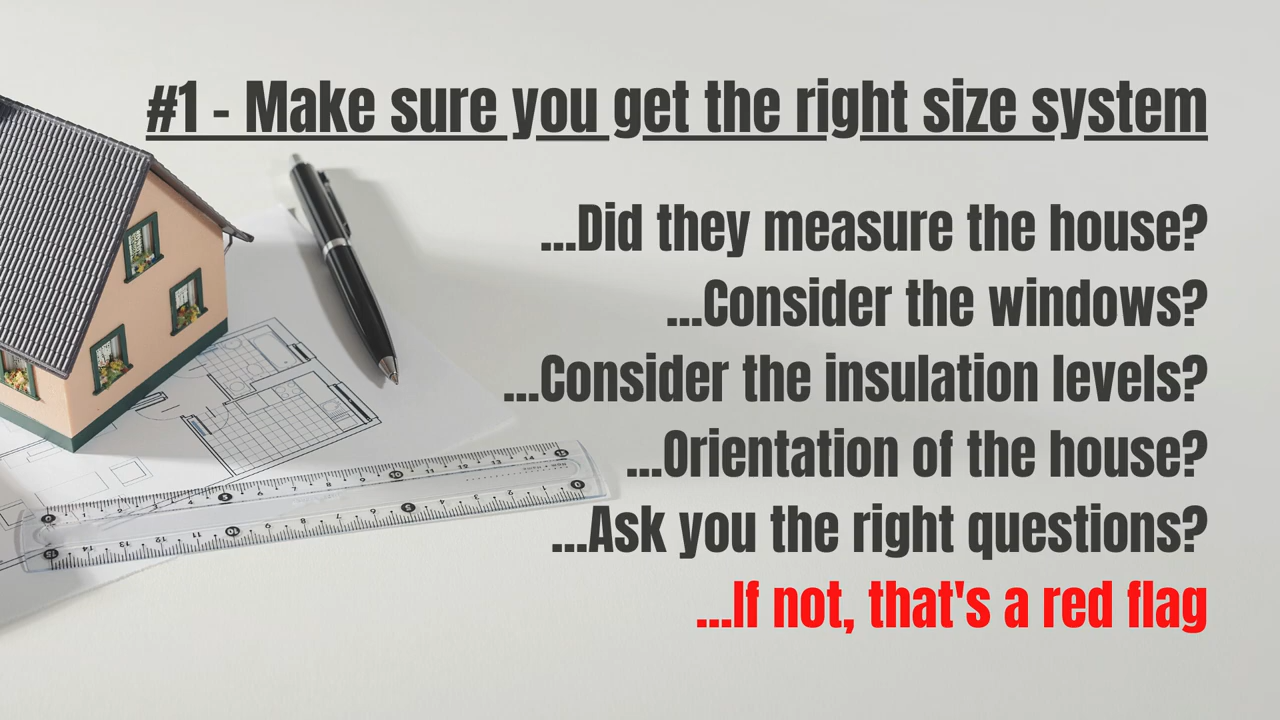 #1 - Make sure you get the right size system
...Did they measure the house?
...Consider the windows?
...Consider the insulation levels?
...Orientation of the house?
...Ask you the right questions?
...If not, that's a red flag